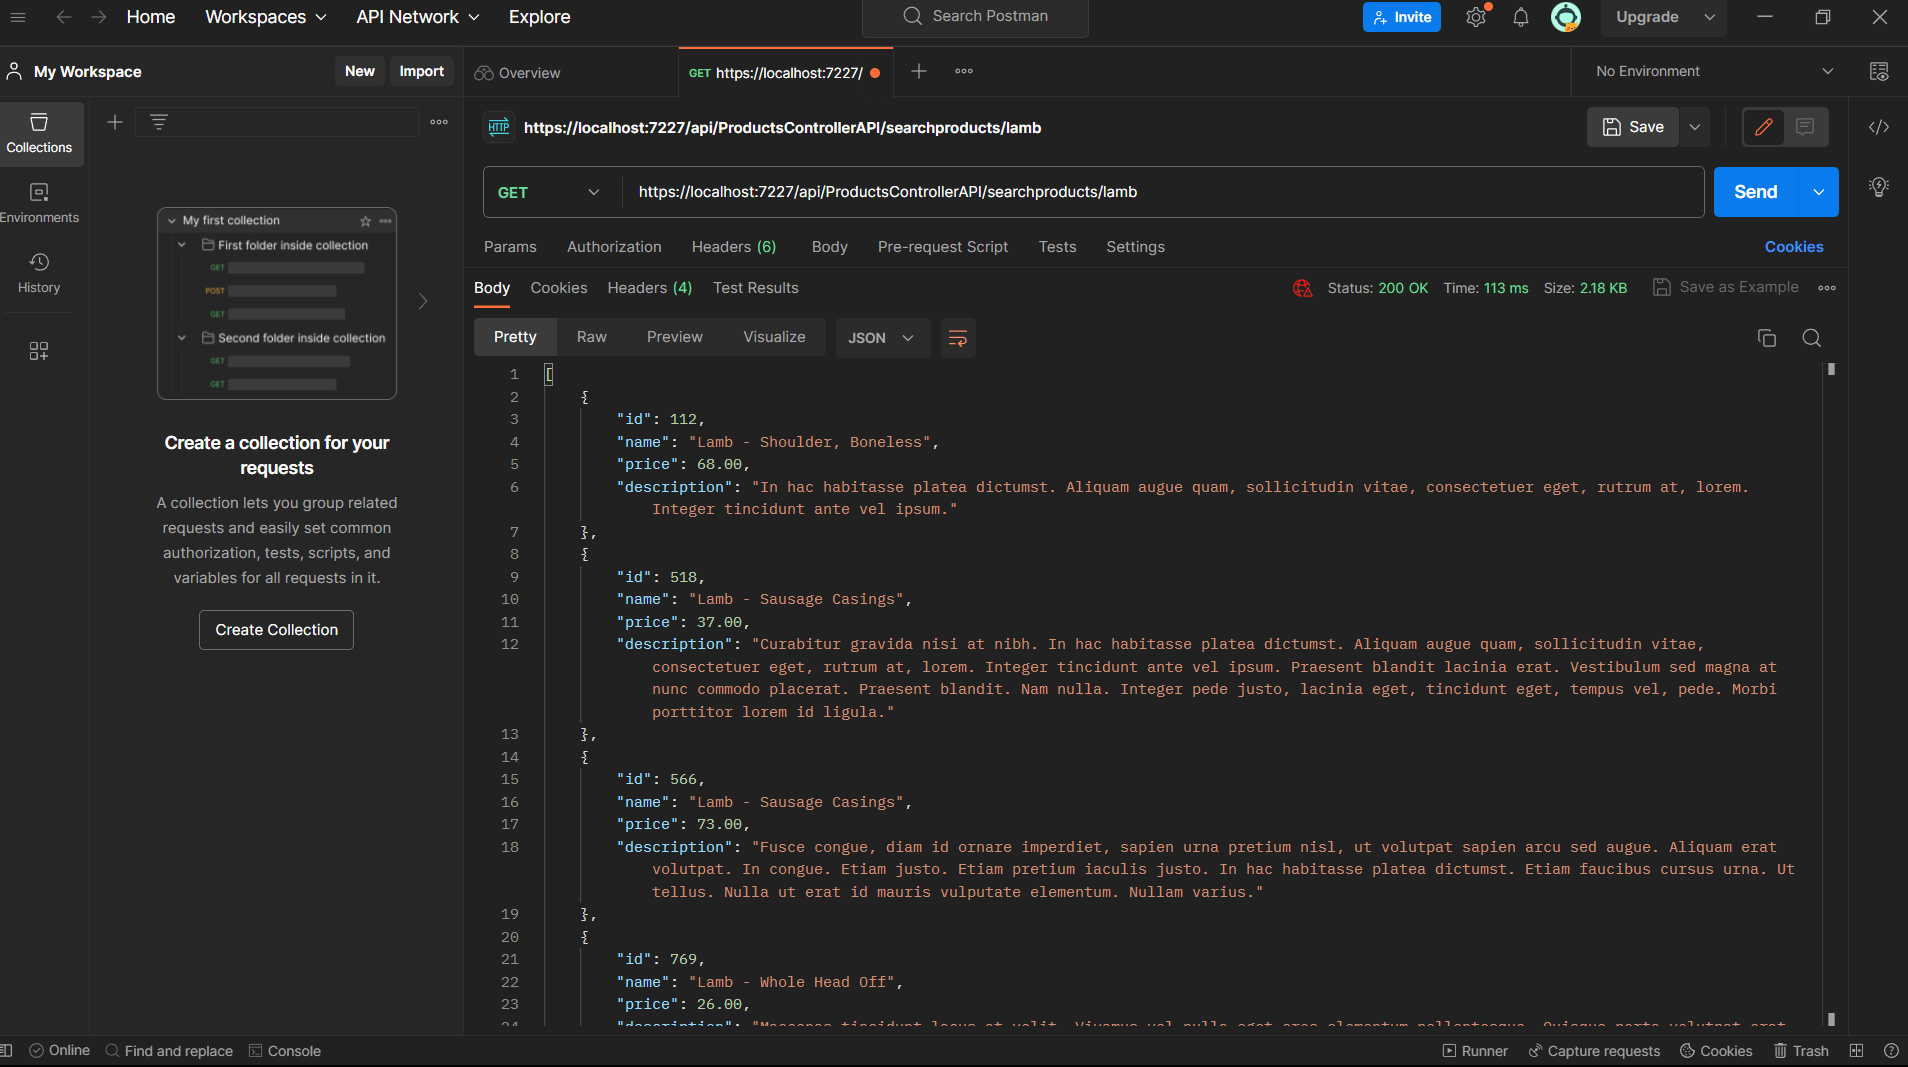 Home
Workspaces
API Network
Explore
Search Postman
Invite
Upgrade
My Workspace
New
Import
Overview
GET https://localhost:7227/
No Environment
Collections
Environments
History
My first collection
First folder inside collection
GET
POST
GET
Second folder inside collection
GET
GET
Create a collection for your
requests
A collection lets you group related
requests and easily set common
authorization, tests, scripts, and
variables for all requests in it.
Create Collection
HTTP https://localhost:7227/api/ProductsControllerAPI/searchproducts/lamb
Save
GET
https://localhost:7227/api/ProductsControllerAPI/searchproducts/lamb
Send
Params Authorization Headers (6) Body Pre-request Script Tests Settings
Cookies
Body Cookies Headers (4) Test Results
Status: 200 OK Time: 113 ms Size: 2.18 KB
Save as Example
Pretty Raw Preview Visualize
JSON
1 [
2 {
3 "id": 112,
4 "name": "Lamb - Shoulder, Boneless",
5 "price": 68.00,
6 "description": "In hac habitasse platea dictumst. Aliquam augue quam, sollicitudin vitae, consectetuer eget, rutrum at, lorem.
Integer tincidunt ante vel ipsum."
7 },
8 {
9 "id": 518,
10 "name": "Lamb - Sausage Casings",
11 "price": 37.00,
12 "description": "Curabitur gravida nisi at nibh. In hac habitasse platea dictumst. Aliquam augue quam, sollicitudin vitae,
consectetuer eget, rutrum at, lorem. Integer tincidunt ante vel ipsum. Praesent blandit lacinia erat. Vestibulum sed magna at
nunc commodo placerat. Praesent blandit. Nam nulla. Integer pede justo, lacinia eget, tincidunt eget, tempus vel, pede. Morbi
porttitor lorem id ligula."
13 },
14 {
15 "id": 566,
16 "name": "Lamb - Sausage Casings",
17 "price": 73.00,
18 "description": "Fusce congue, diam id ornare imperdiet, sapien urna pretium nisl, ut volutpat sapien arcu sed augue. Aliquam erat
volutpat. In congue. Etiam justo. Etiam pretium iaculis justo. In hac habitasse platea dictumst. Etiam faucibus cursus urna. Ut
tellus. Nulla ut erat id mauris vulputate elementum. Nullam varius."
19 },
20 {
21 "id": 769,
22 "name": "Lamb - Whole Head Off",
23 "price": 26.00,
Online
Find and replace
Console
Runner
Capture requests
Cookies
Trash